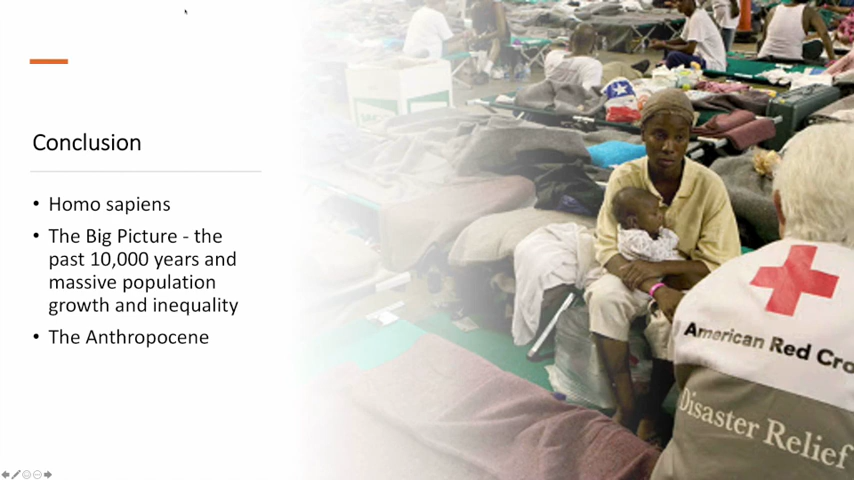 Conclusion
• Homo sapiens
• The Big Picture - the
past 10,000 years and
massive population
growth and inequality
• The Anthropocene
American Red Cro
Disaster Relief